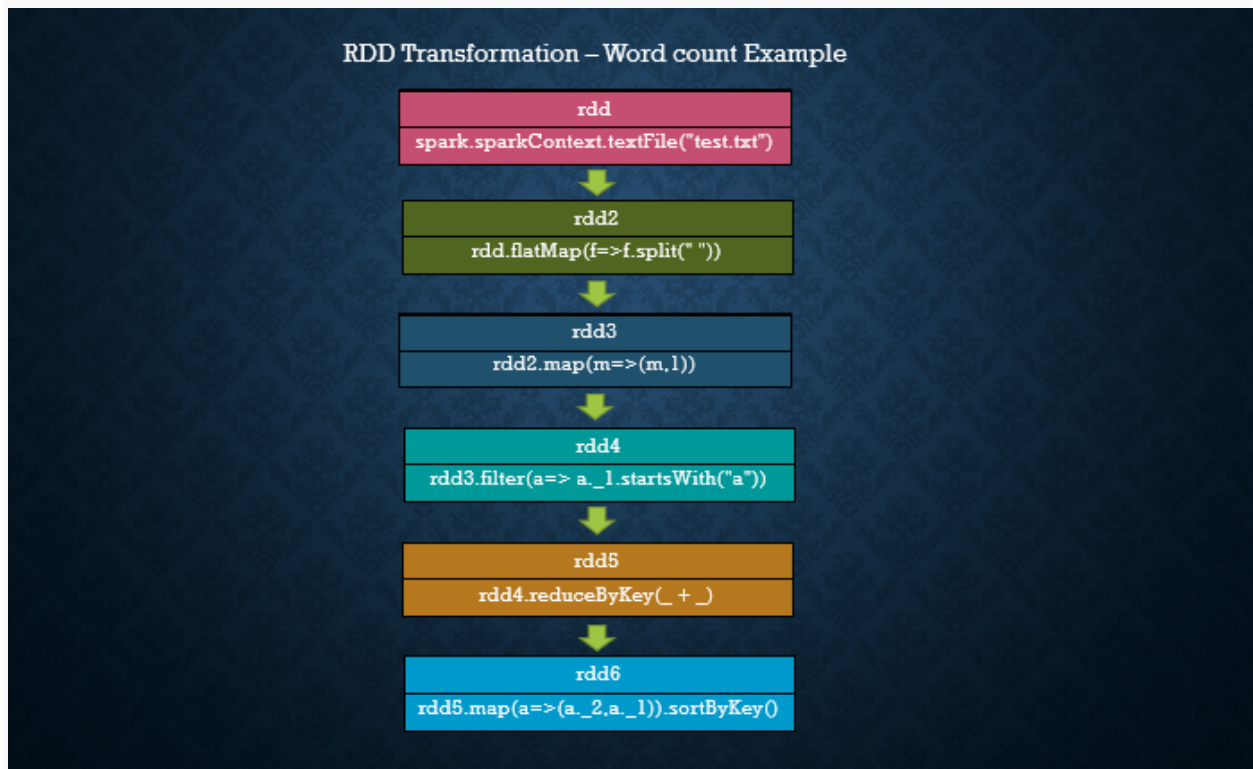 RDD Transformation – Word count Example
rdd
spark.sparkContext.textFile("test.txt")
rdd2
rdd.flatMap(f=>f.split(" "))
rdd3
rdd2.map(m=>(m,1))
rdd4
rdd3.filter(a=> a._1.startsWith("a"))
rdd5
rdd4.reduceByKey(_ + _)
rdd6
rdd5.map(a=>(a._2,a._1)).sortByKey()